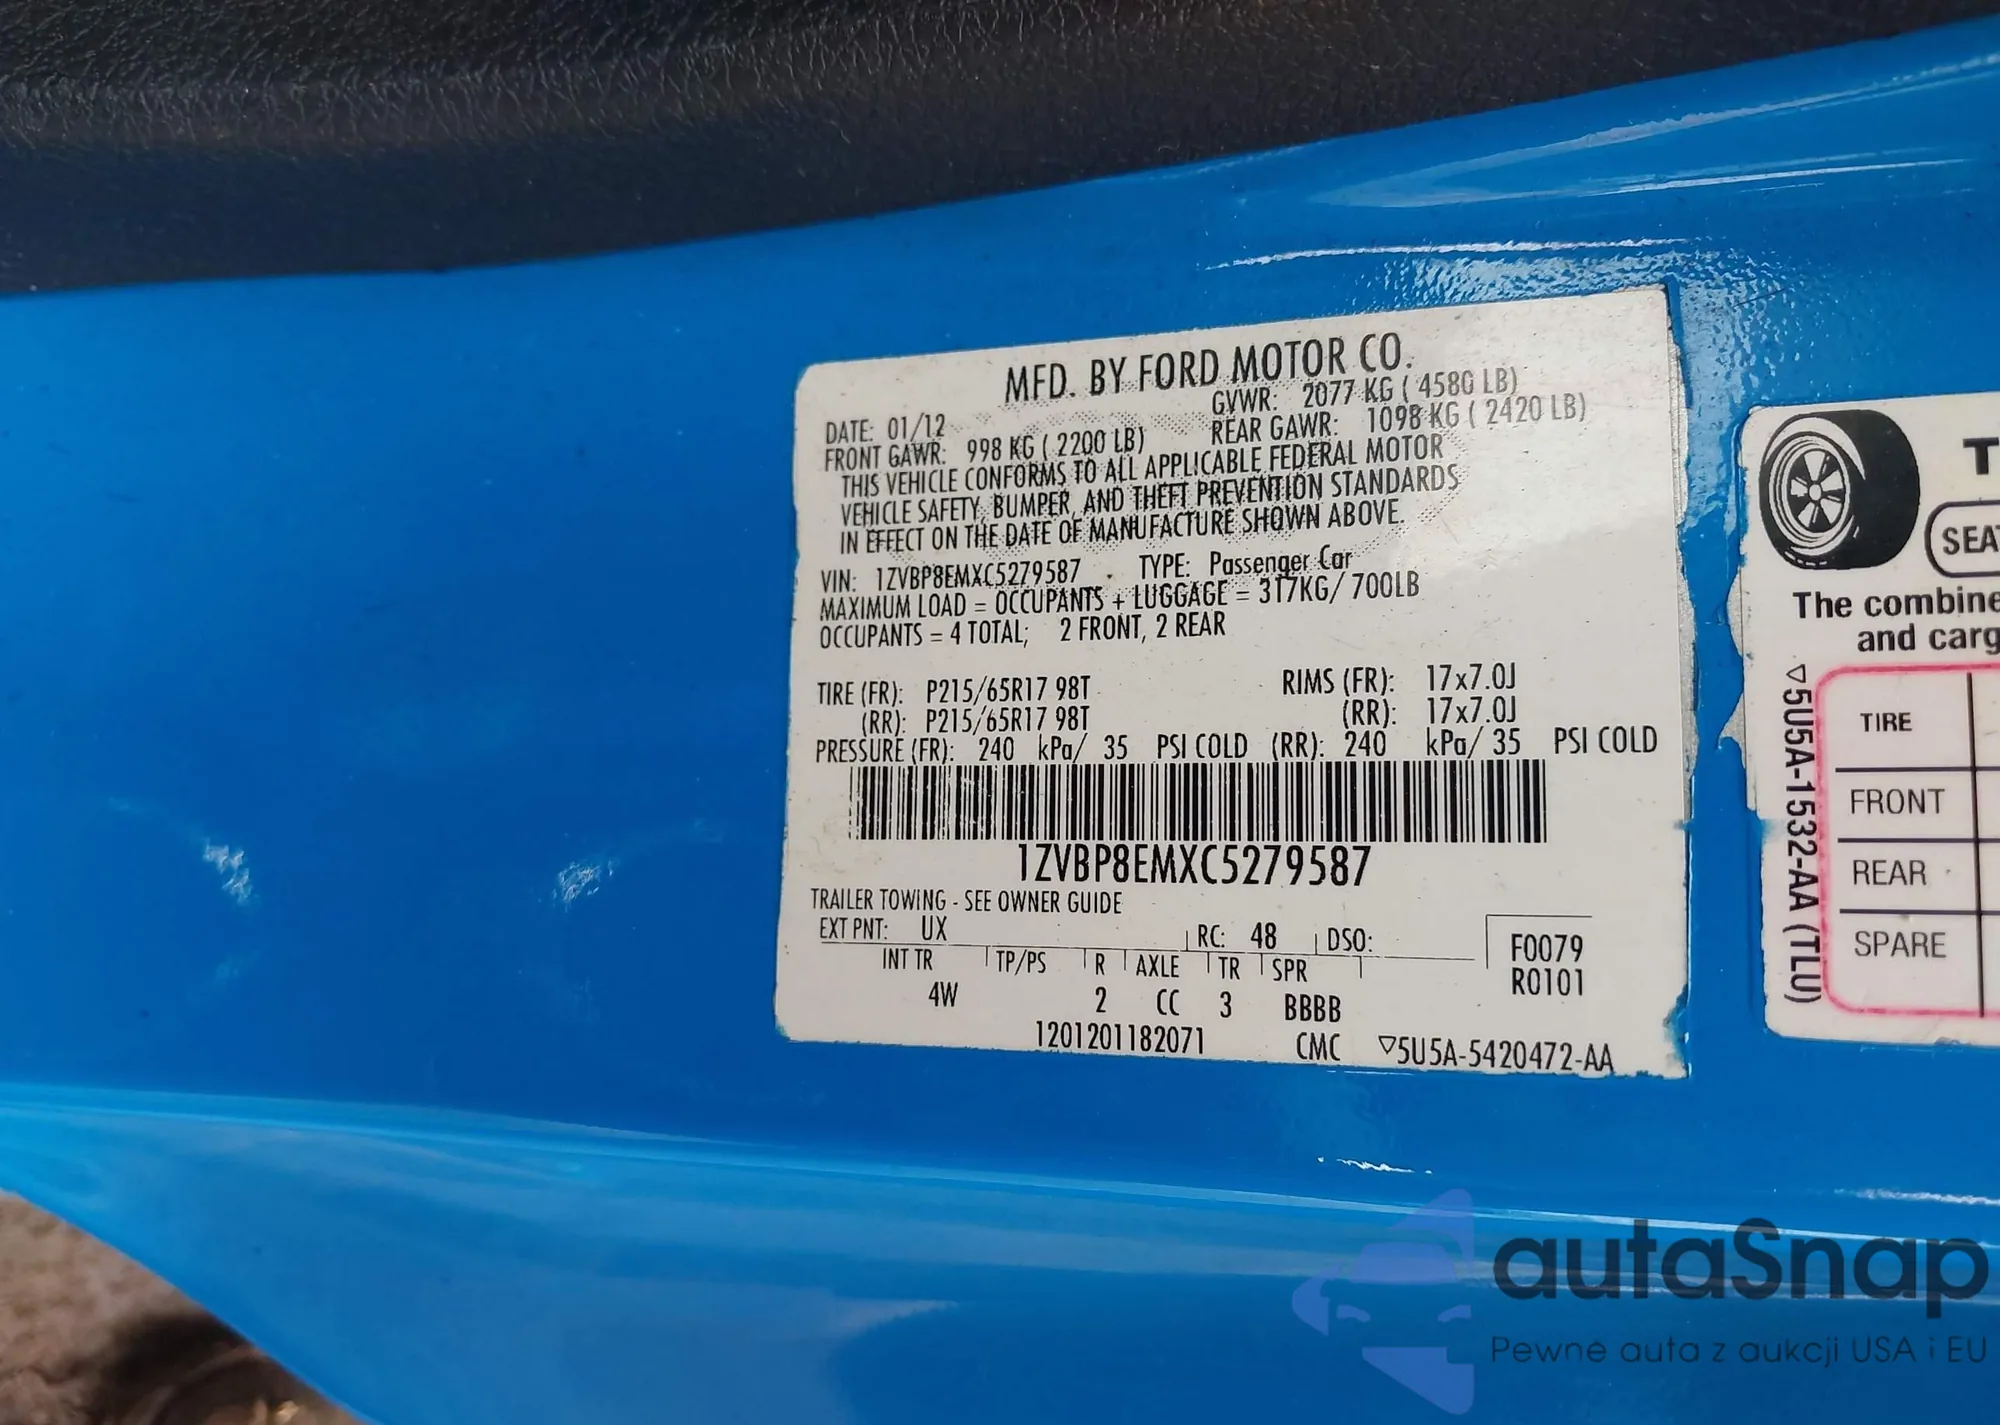 MFD. BY FORD MOTOR CO.
DATE: 01/12 GVWR: 2077 KG ( 4580 LB)
FRONT GAWR: 998 KG ( 2200 LB) REAR GAWR: 1098 KG ( 2420 LB)
THIS VEHICLE CONFORMS TO ALL APPLICABLE FEDERAL MOTOR
VEHICLE SAFETY, BUMPER, AND THEFT PREVENTION STANDARDS
IN EFFECT ON THE DATE OF MANUFACTURE SHOWN ABOVE.
VIN: 1ZVBP8EMXC5279587 TYPE: Passenger Car
MAXIMUM LOAD = OCCUPANTS + LUGGAGE = 317KG/ 700LB
OCCUPANTS = 4 TOTAL; 2 FRONT, 2 REAR
TIRE (FR): P215/65R17 98T RIMS (FR): 17x7.0J
(RR): P215/65R17 98T (RR): 17x7.0J
PRESSURE (FR): 240 kPa/ 35 PSI COLD (RR): 240 kPa/ 35 PSI COLD
1ZVBP8EMXC5279587
TRAILER TOWING - SEE OWNER GUIDE
EXT PNT: UX RC: 48 DSO: F0079
INT TR TP/PS R AXLE TR SPR R0101
4W 2 CC 3 BBBB
1201201182071 CMC ▽5U5A-5420472-AA
The combine
and carg
▽5U5A-1532-AA (TLU)
TIRE
FRONT
REAR
SPARE
autaSnap
Pewne auta z aukcji USA i EU